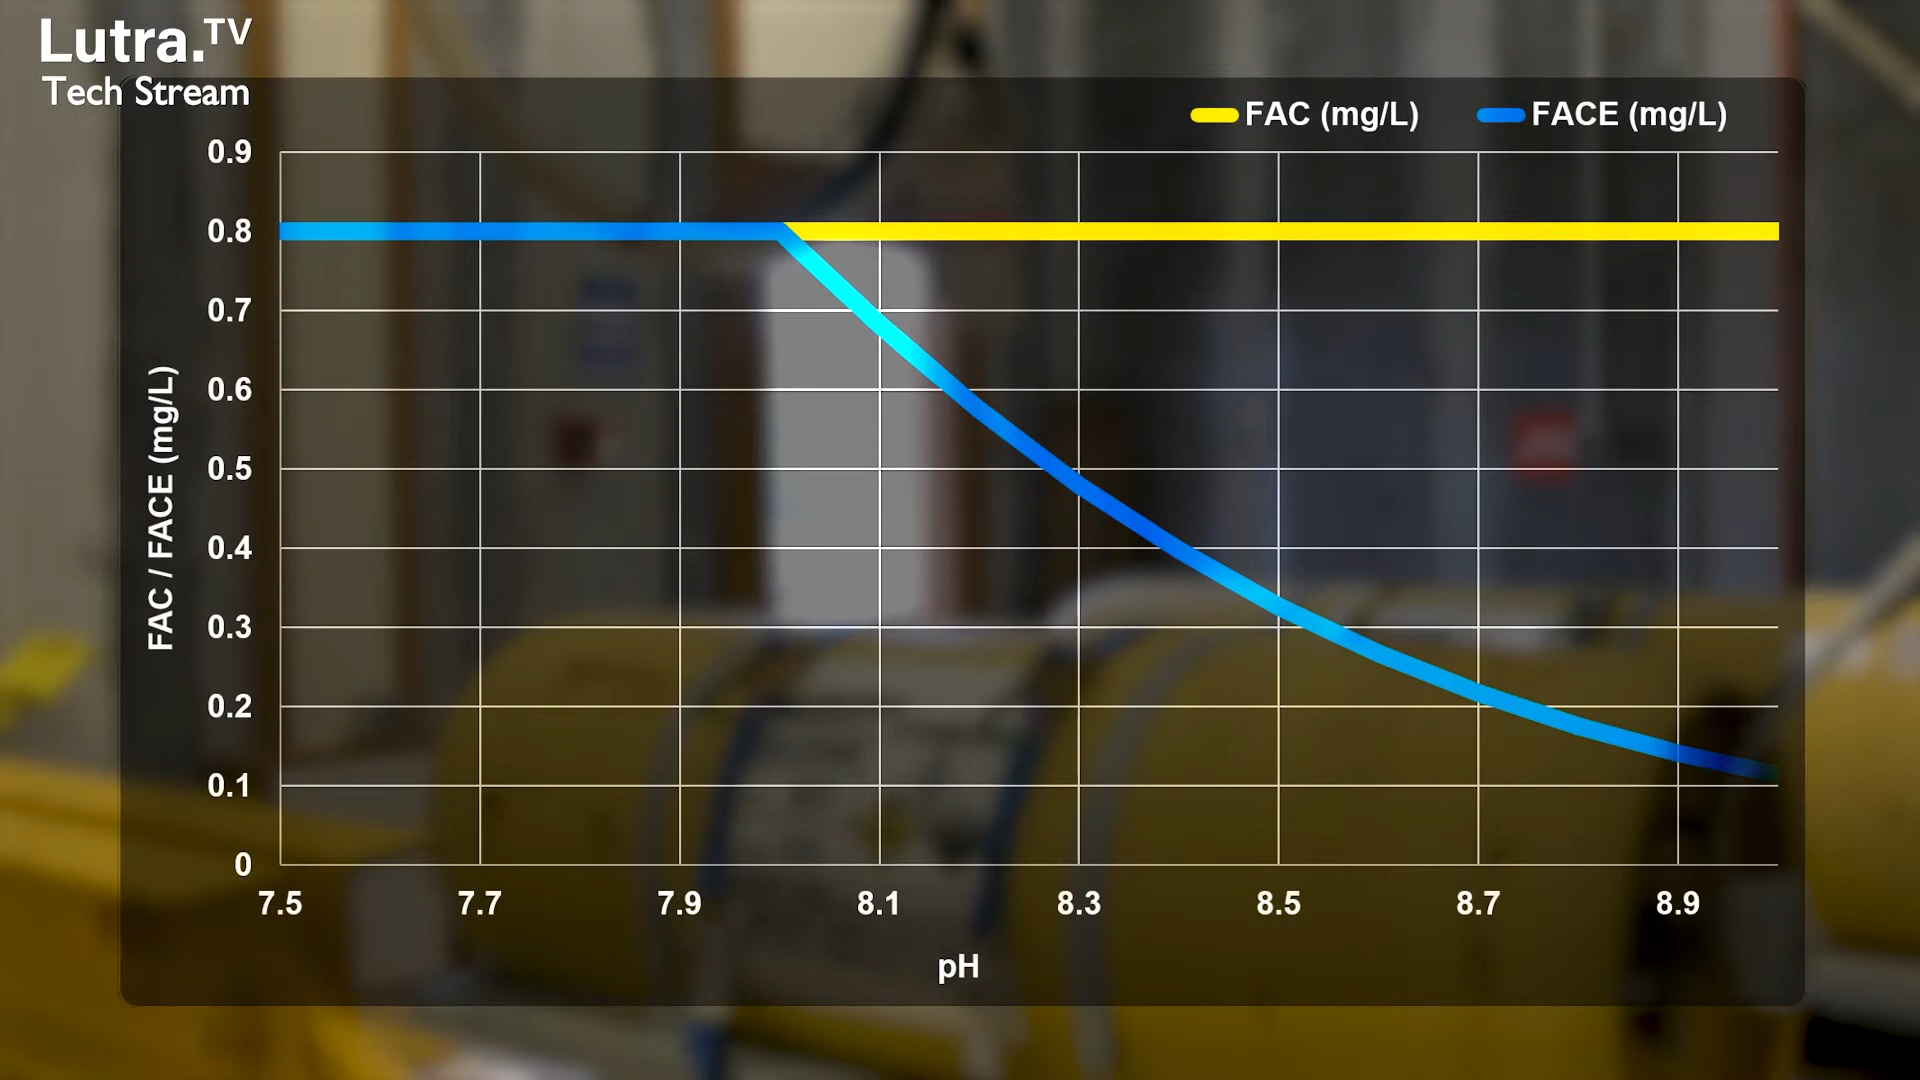 Lutra.TV
Tech Stream
FAC (mg/L) FACE (mg/L)
0.9
0.8
0.7
0.6
0.5
0.4
0.3
0.2
0.1
0
FAC / FACE (mg/L)
7.5 7.7 7.9 8.1 8.3 8.5 8.7 8.9
pH